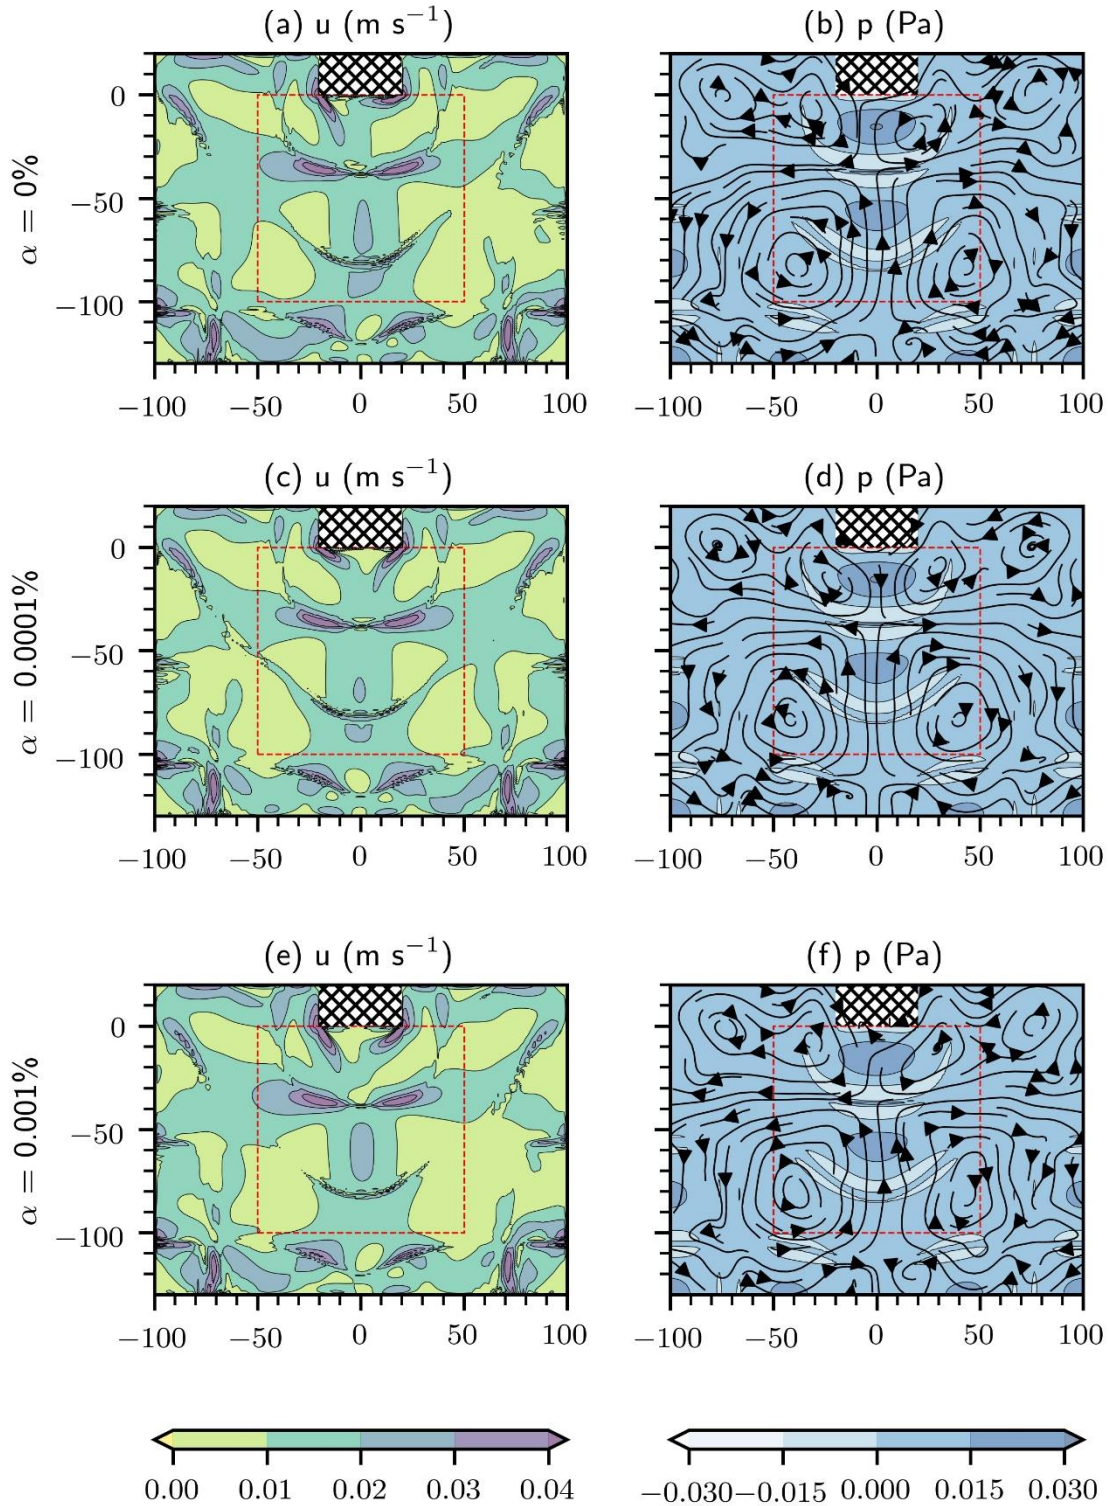 (a) u (m s⁻¹) (b) p (Pa)
α = 0%
0
−50
−100
−100 −50 0 50 100 −100 −50 0 50 100
(c) u (m s⁻¹) (d) p (Pa)
α = 0.0001%
0
−50
−100
−100 −50 0 50 100 −100 −50 0 50 100
(e) u (m s⁻¹) (f) p (Pa)
α = 0.001%
0
−50
−100
−100 −50 0 50 100 −100 −50 0 50 100
0.00 0.01 0.02 0.03 0.04 −0.030 −0.015 0.000 0.015 0.030